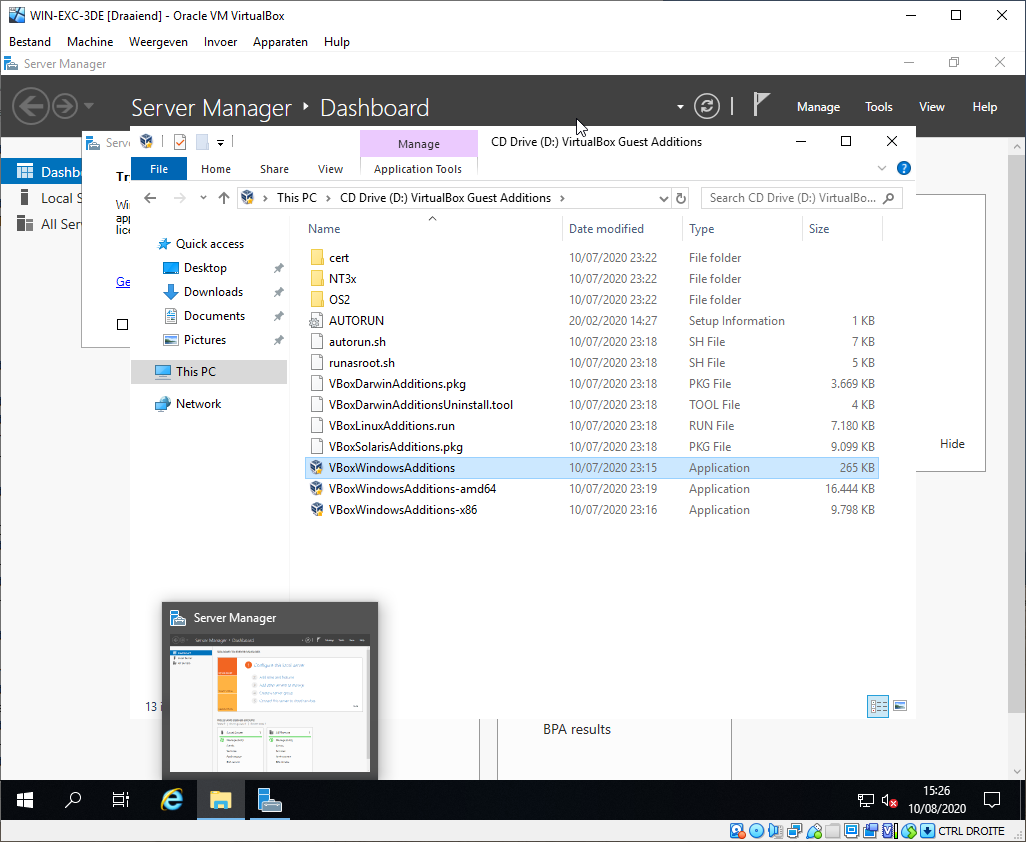 WIN-EXC-3DE [Draaiend] - Oracle VM VirtualBox
Bestand Machine Weergeven Invoer Apparaten Hulp
Server Manager
Server Manager Dashboard Manage Tools View Help
Manage CD Drive (D:) VirtualBox Guest Additions
File Home Share View Application Tools
This PC CD Drive (D:) VirtualBox Guest Additions Search CD Drive (D:) VirtualBo...
Name Date modified Type Size
Quick access
Desktop
Downloads
Documents
Pictures
This PC
Network
cert 10/07/2020 23:22 File folder
NT3x 10/07/2020 23:22 File folder
OS2 10/07/2020 23:22 File folder
AUTORUN 20/02/2020 14:27 Setup Information 1 KB
autorun.sh 10/07/2020 23:18 SH File 7 KB
runasroot.sh 10/07/2020 23:18 SH File 5 KB
VBoxDarwinAdditions.pkg 10/07/2020 23:18 PKG File 3.669 KB
VBoxDarwinAdditionsUninstall.tool 10/07/2020 23:18 TOOL File 4 KB
VBoxLinuxAdditions.run 10/07/2020 23:18 RUN File 7.180 KB
VBoxSolarisAdditions.pkg 10/07/2020 23:18 PKG File 9.099 KB
VBoxWindowsAdditions 10/07/2020 23:15 Application 265 KB
VBoxWindowsAdditions-amd64 10/07/2020 23:19 Application 16.444 KB
VBoxWindowsAdditions-x86 10/07/2020 23:16 Application 9.798 KB
Hide
Server Manager
13
BPA results
15:26
10/08/2020
CTRL DROITE